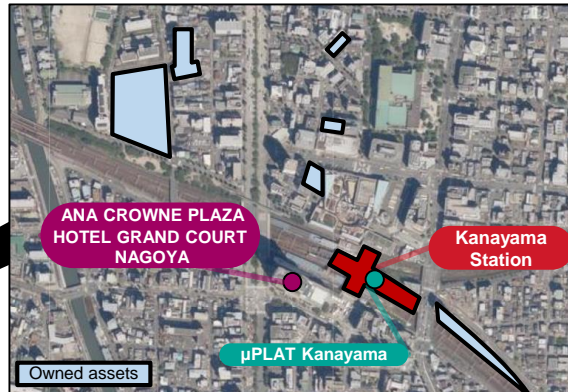 ANA CROWNE PLAZA
HOTEL GRAND COURT
NAGOYA
Kanayama
Station
µPLAT Kanayama
Owned assets